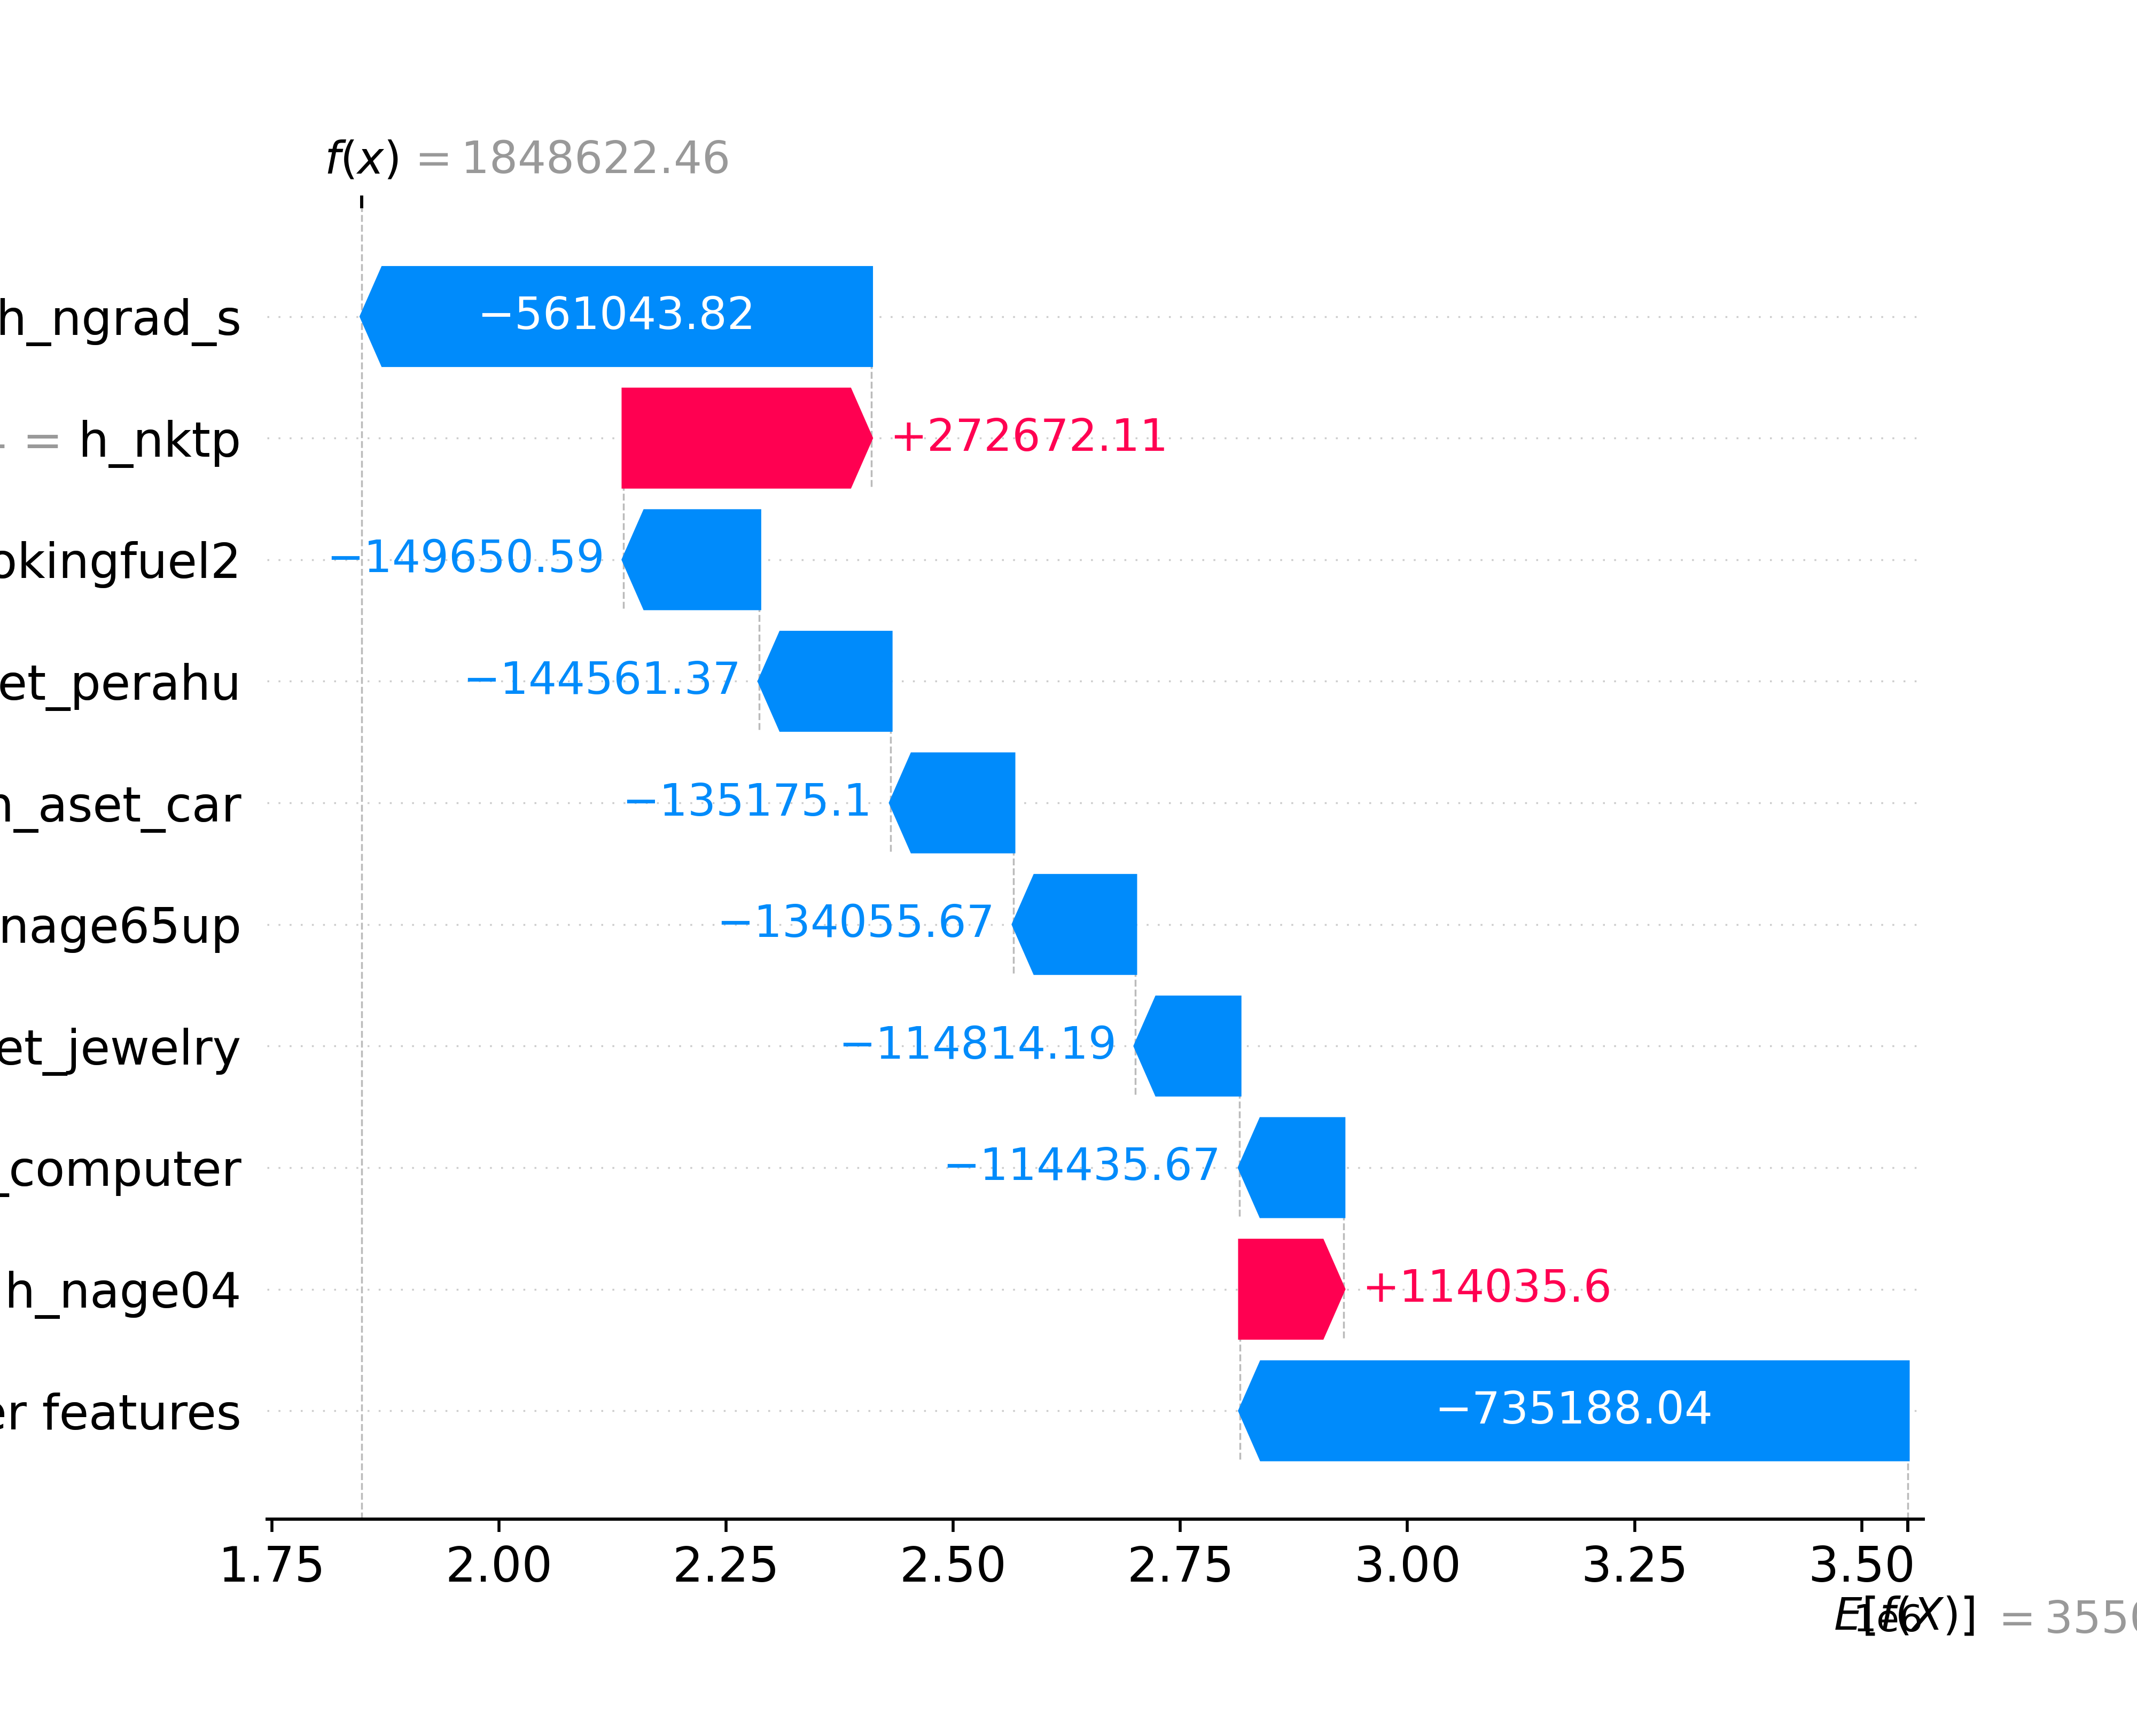 f(x) = 1848622.46
h_ngrad_s
−561043.82
= h_nktp
+272672.11
okingfuel2
−149650.59
et_perahu
−144561.37
_aset_car
−135175.1
nage65up
−134055.67
et_jewelry
−114814.19
_computer
−114435.67
h_nage04
+114035.6
er features
−735188.04
1.75 2.00 2.25 2.50 2.75 3.00 3.25 3.50
1e6
E[f(X)] = 355